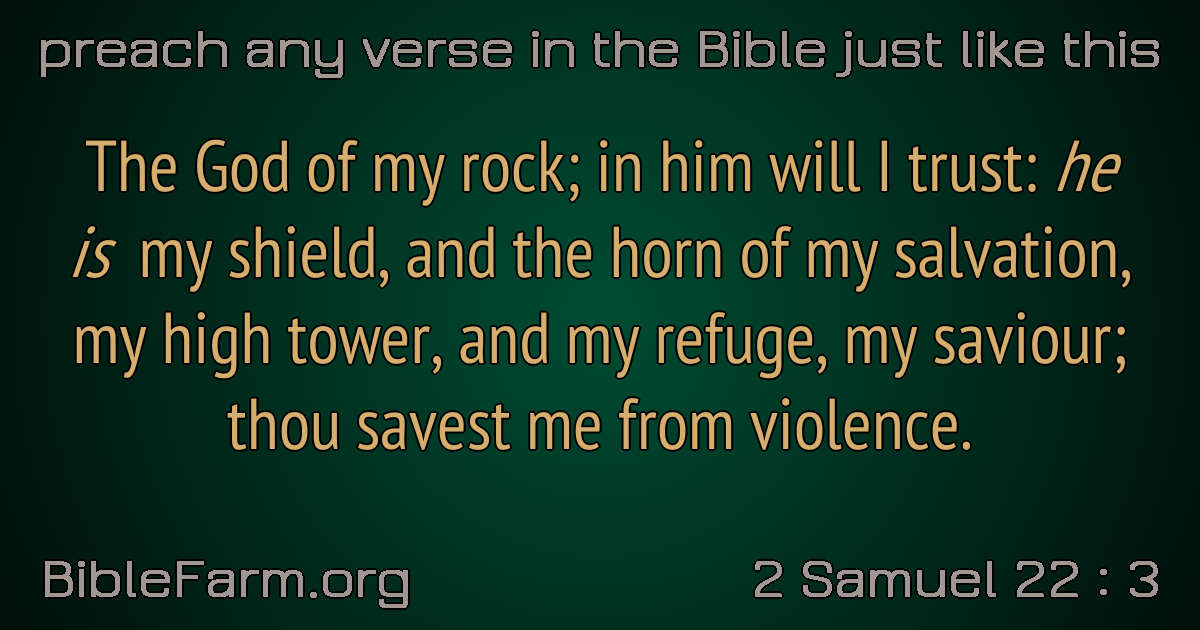 preach any verse in the Bible just like this
The God of my rock; in him will I trust: he
is my shield, and the horn of my salvation,
my high tower, and my refuge, my saviour;
thou savest me from violence.
BibleFarm.org
2 Samuel 22 : 3